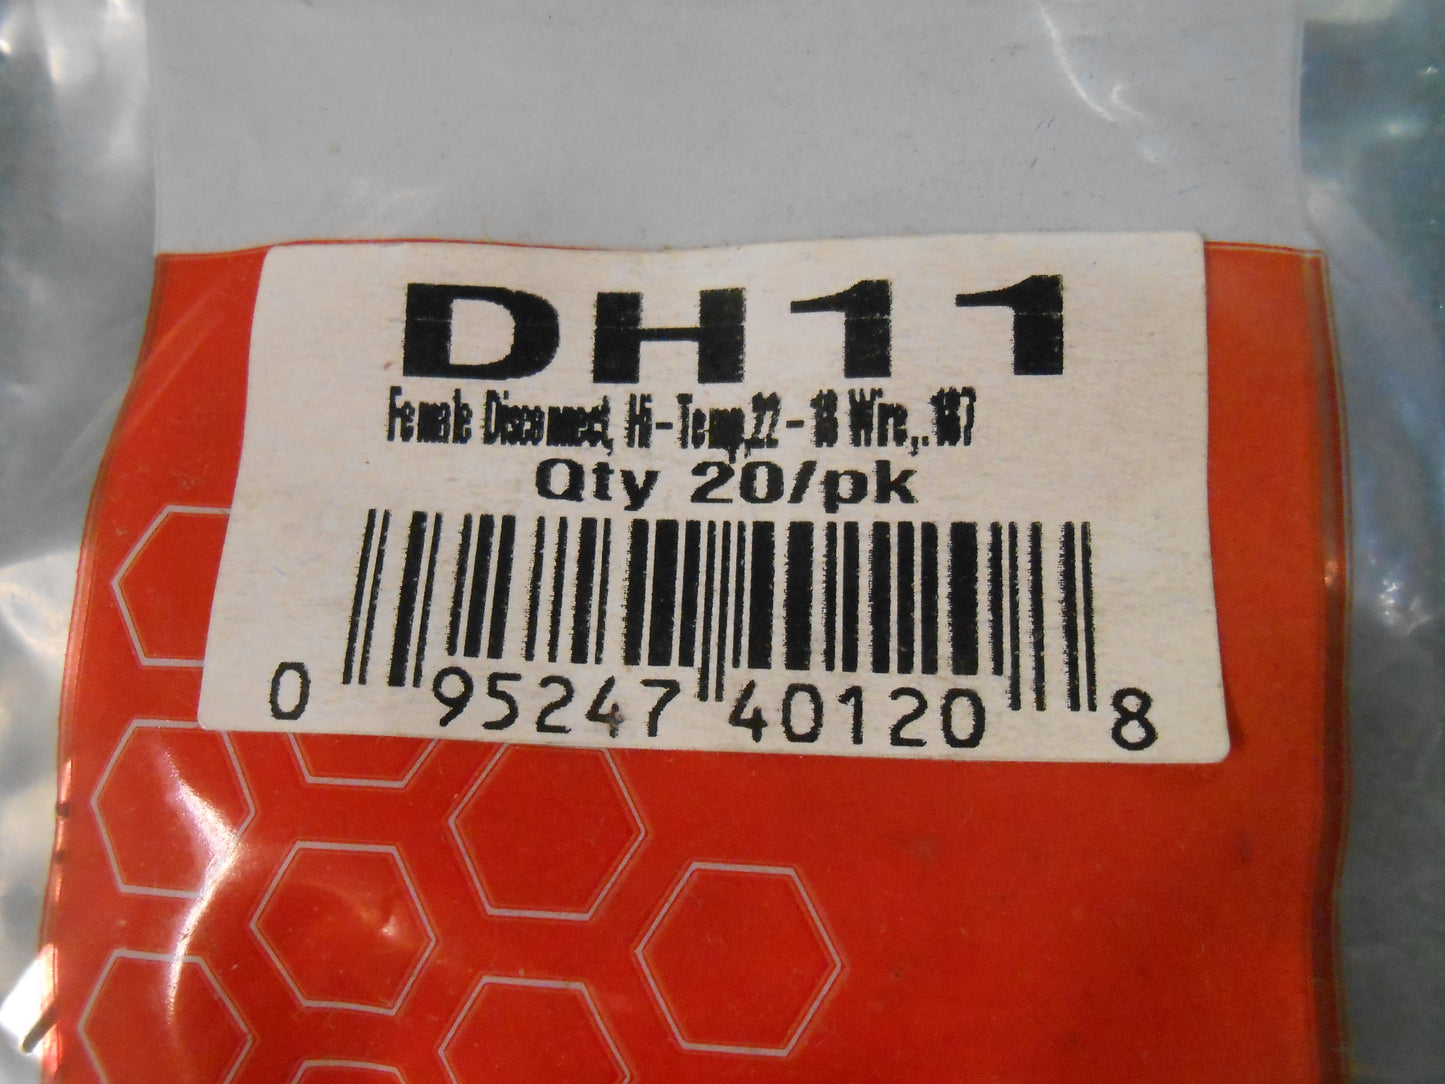 DH11
Female Disconnect, Hi-Temp,22-18 Wire,.187
Qty 20/pk
0 95247 40120 8